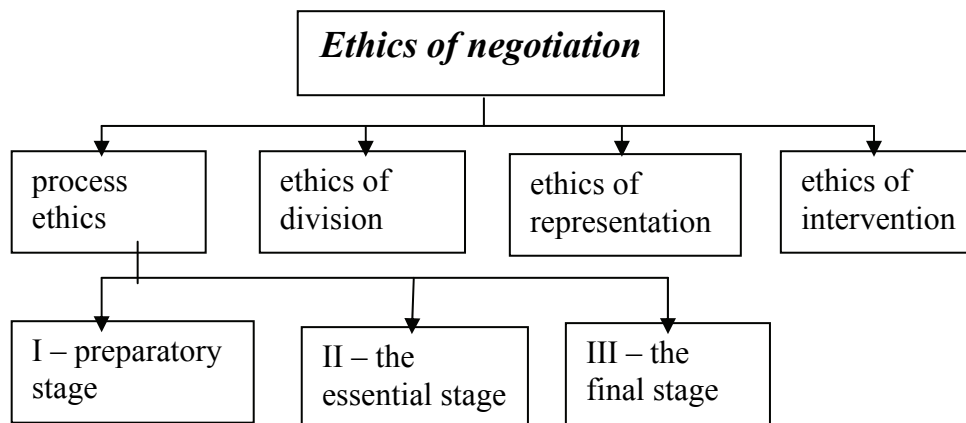 Ethics of negotiation
process
ethics
ethics of
division
ethics of
representation
ethics of
intervention
I – preparatory
stage
II – the
essential stage
III – the
final stage